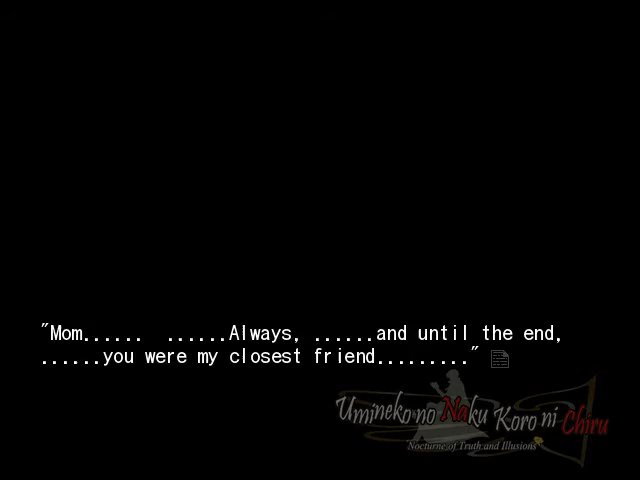 "Mom......  ......Always, ......and until the end,
......you were my closest friend........."
Umineko no Naku Koro ni Chiru
Nocturne of Truth and Illusions